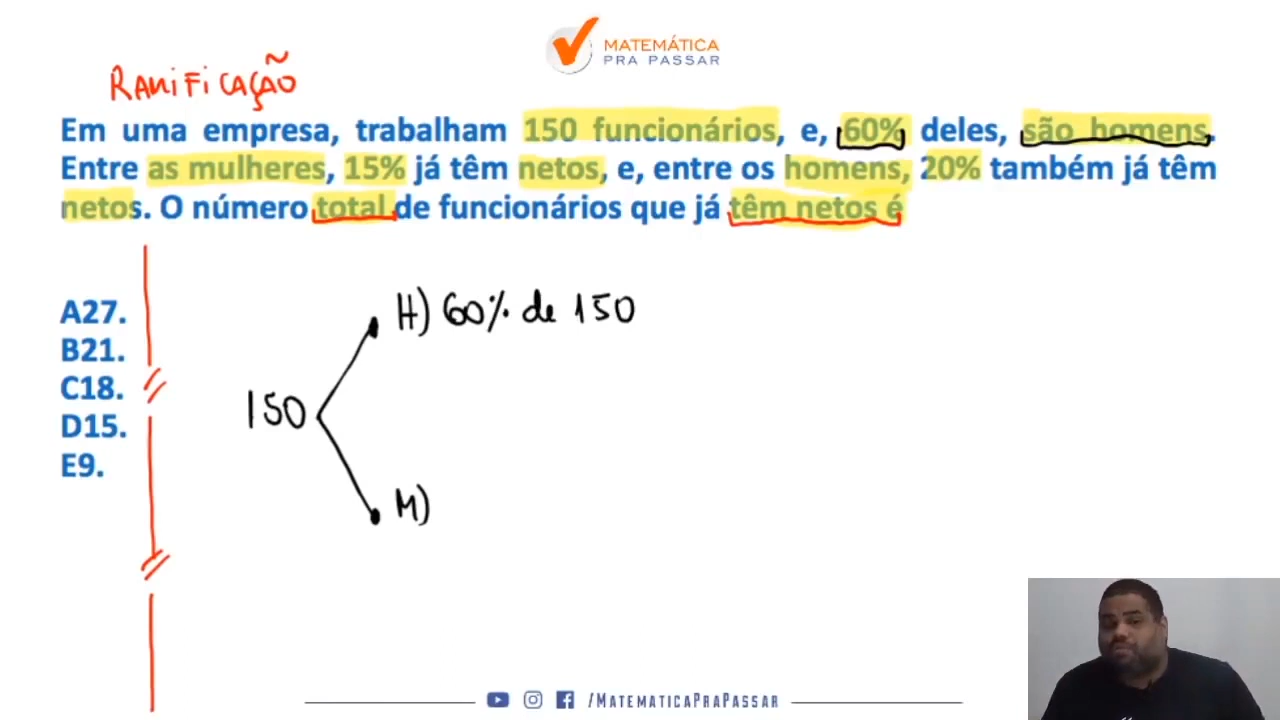 MATEMÁTICA
PRA PASSAR
RAMIFICAÇÃO
Em uma empresa, trabalham 150 funcionários, e, 60% deles, são homens.
Entre as mulheres, 15% já têm netos, e, entre os homens, 20% também já têm
netos. O número total de funcionários que já têm netos é
A27.
B21.
C18.
D15.
E9.
H) 60% de 150
150
M)
/MATEMATICAPRAPASSAR